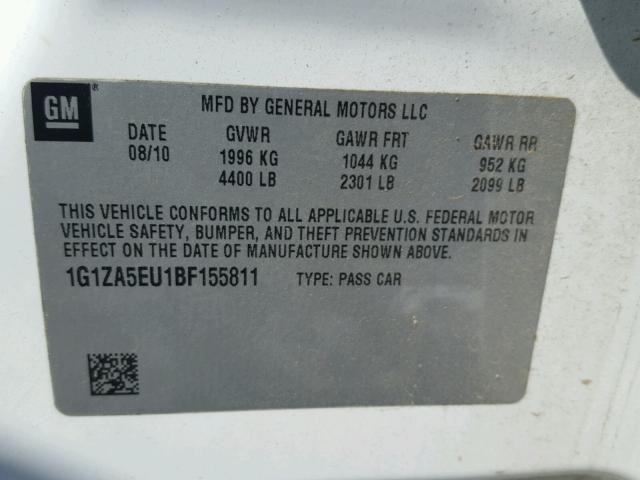 GM ®
MFD BY GENERAL MOTORS LLC
DATE GVWR GAWR FRT GAWR RR
08/10 1996 KG 1044 KG 952 KG
4400 LB 2301 LB 2099 LB
THIS VEHICLE CONFORMS TO ALL APPLICABLE U.S. FEDERAL MOTOR
VEHICLE SAFETY, BUMPER, AND THEFT PREVENTION STANDARDS IN
EFFECT ON THE DATE OF MANUFACTURE SHOWN ABOVE.
1G1ZA5EU1BF155811 TYPE: PASS CAR